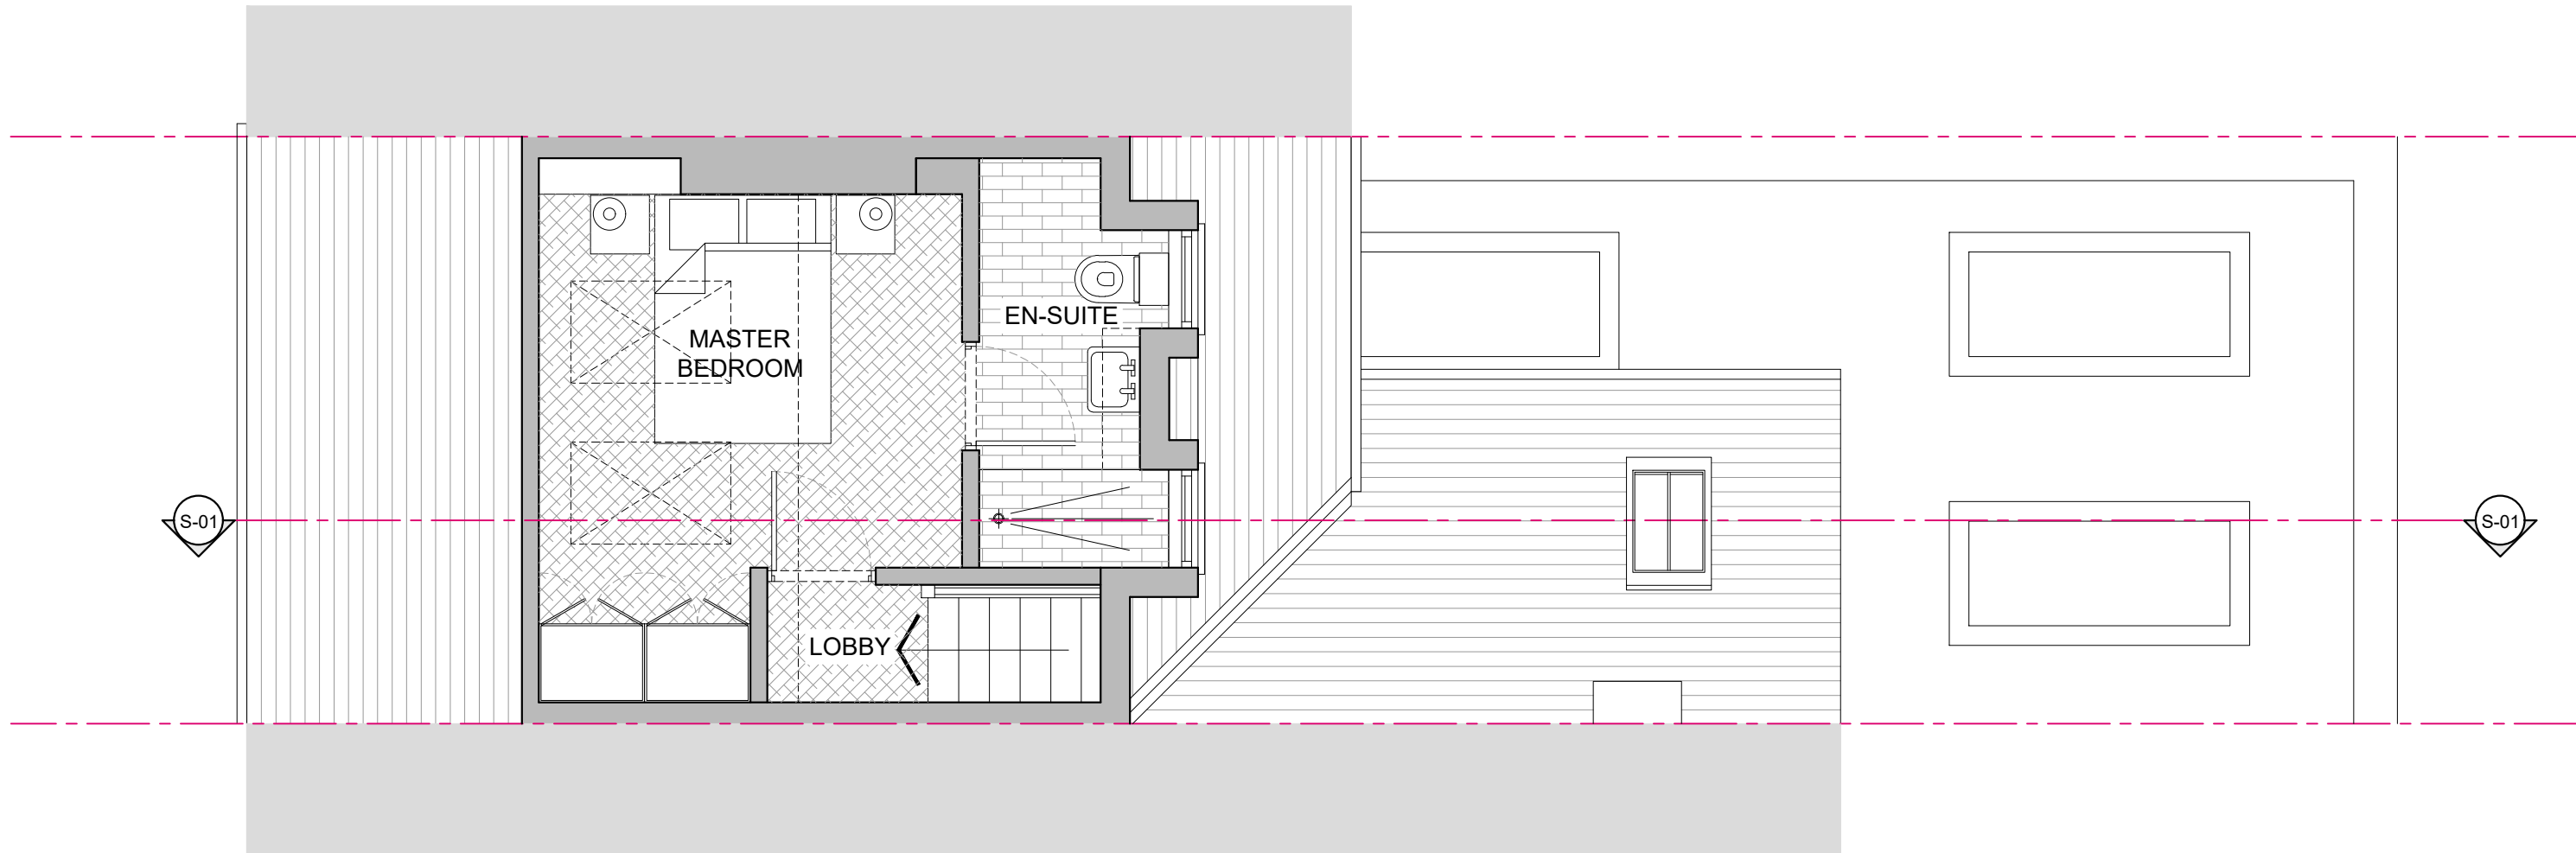 EN-SUITE
MASTER
BEDROOM
S-01
S-01
LOBBY